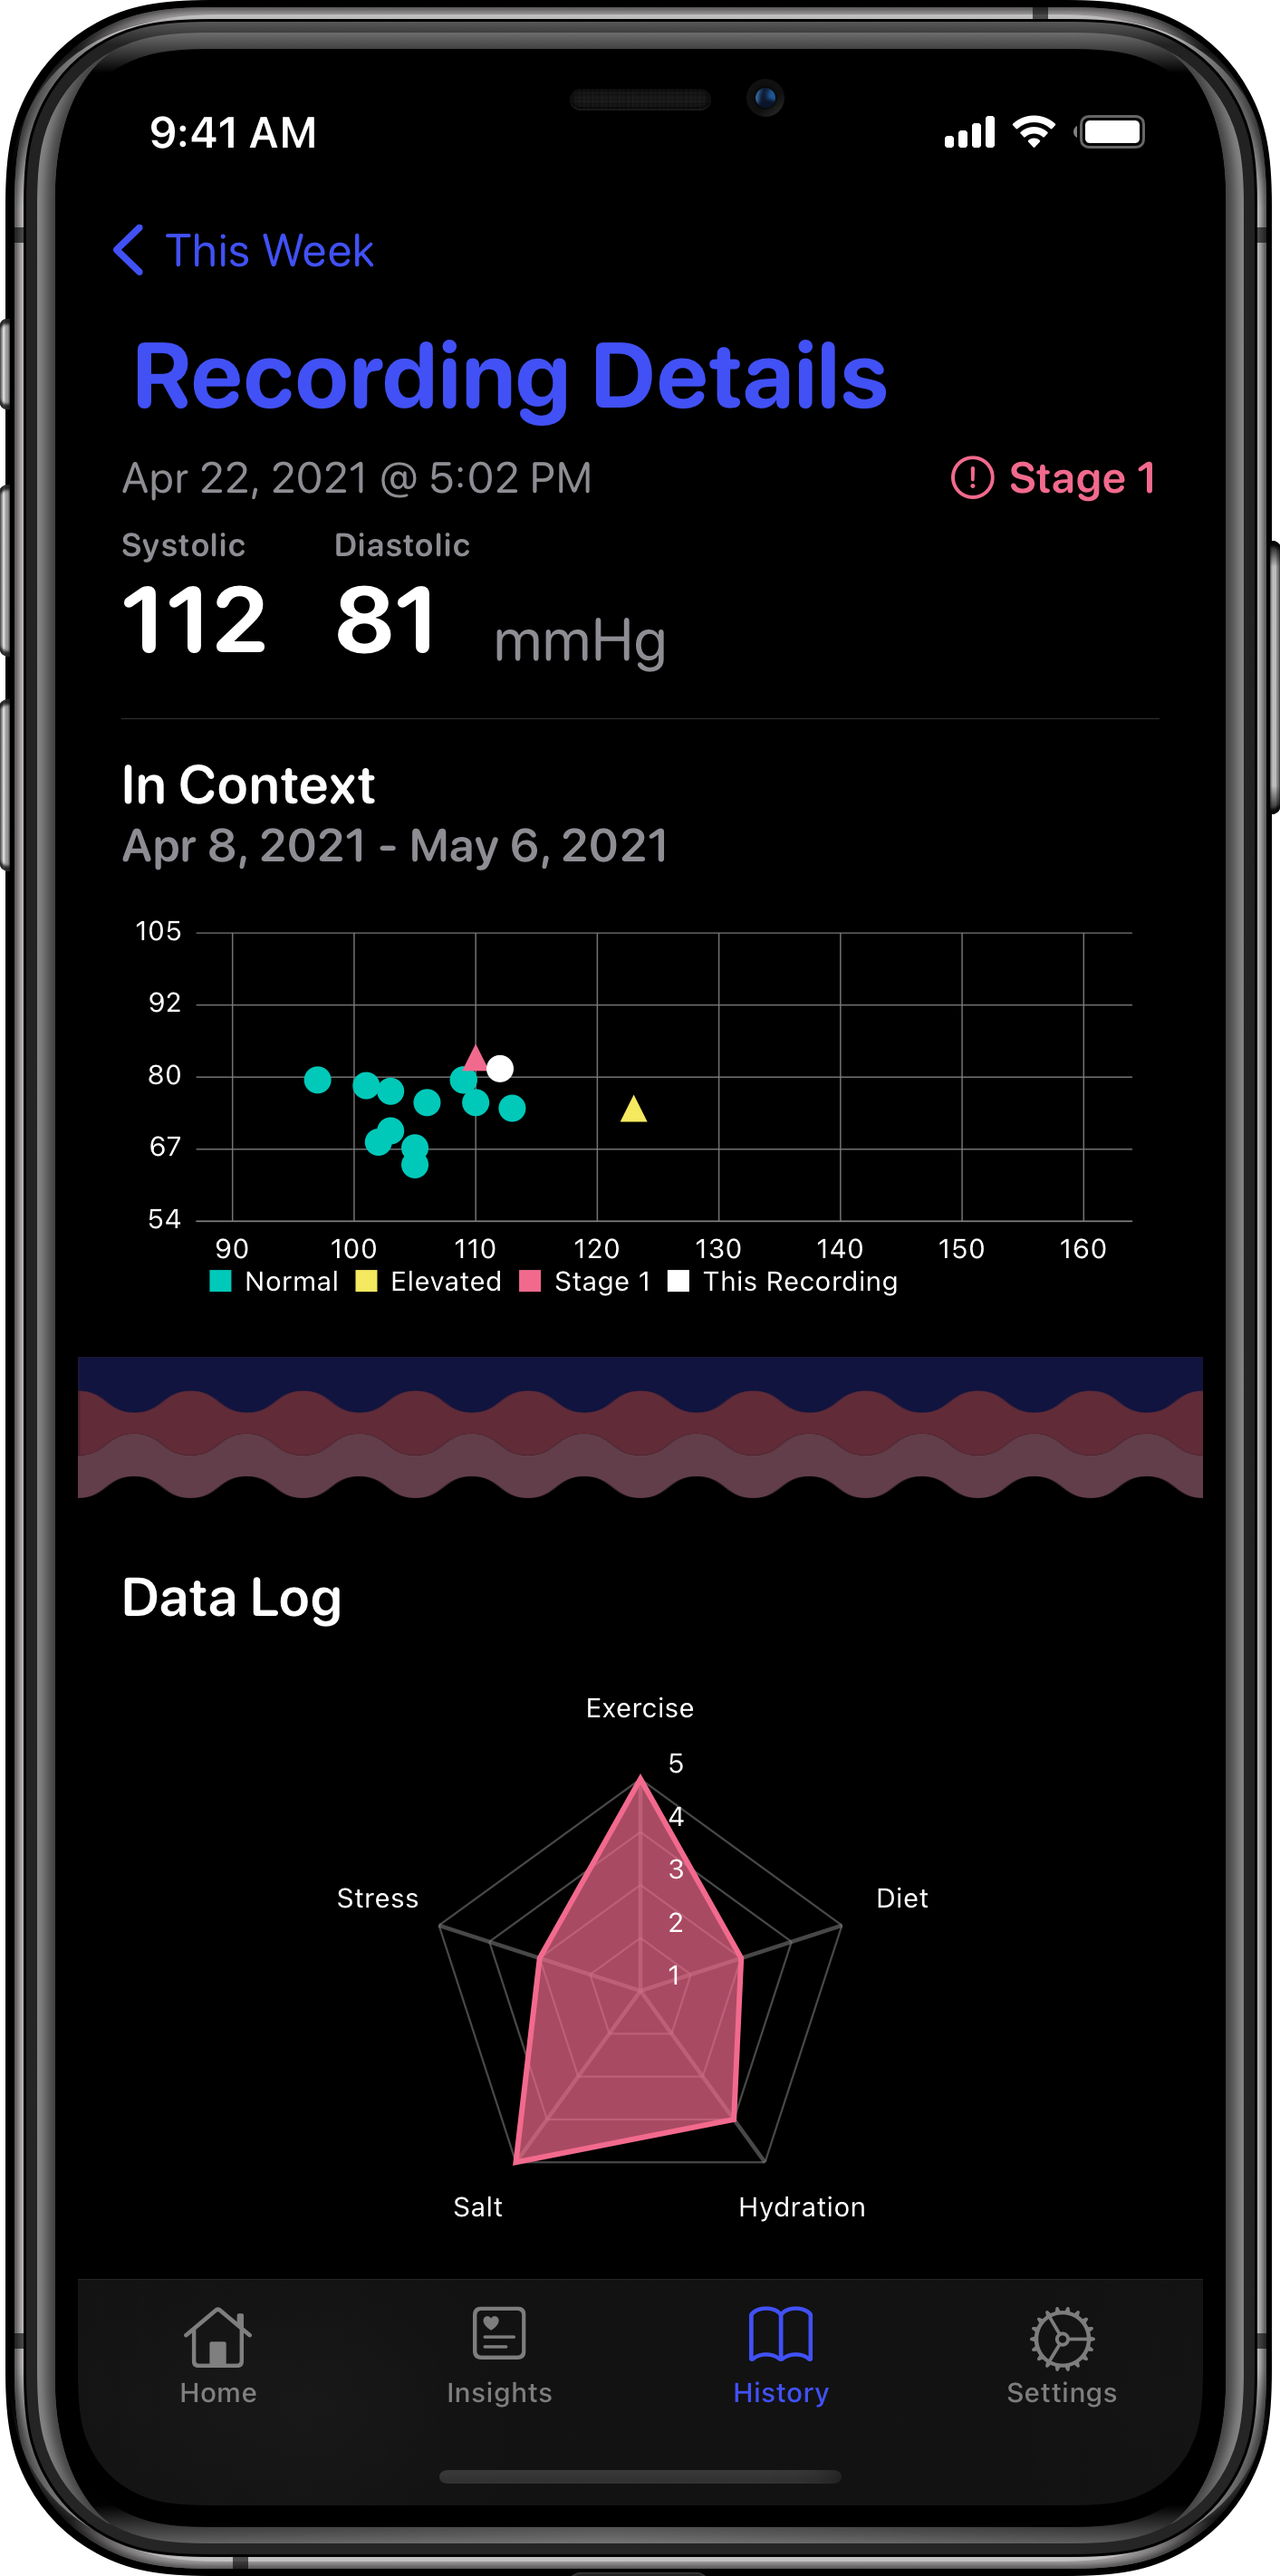 9:41 AM
This Week
Recording Details
Apr 22, 2021 @ 5:02 PM
! Stage 1
Systolic Diastolic
112 81 mmHg
In Context
Apr 8, 2021 - May 6, 2021
105
92
80
67
54
90 100 110 120 130 140 150 160
Normal Elevated Stage 1 This Recording
Data Log
Exercise
5
4
3
Stress Diet
2
1
Salt Hydration
Home Insights History Settings